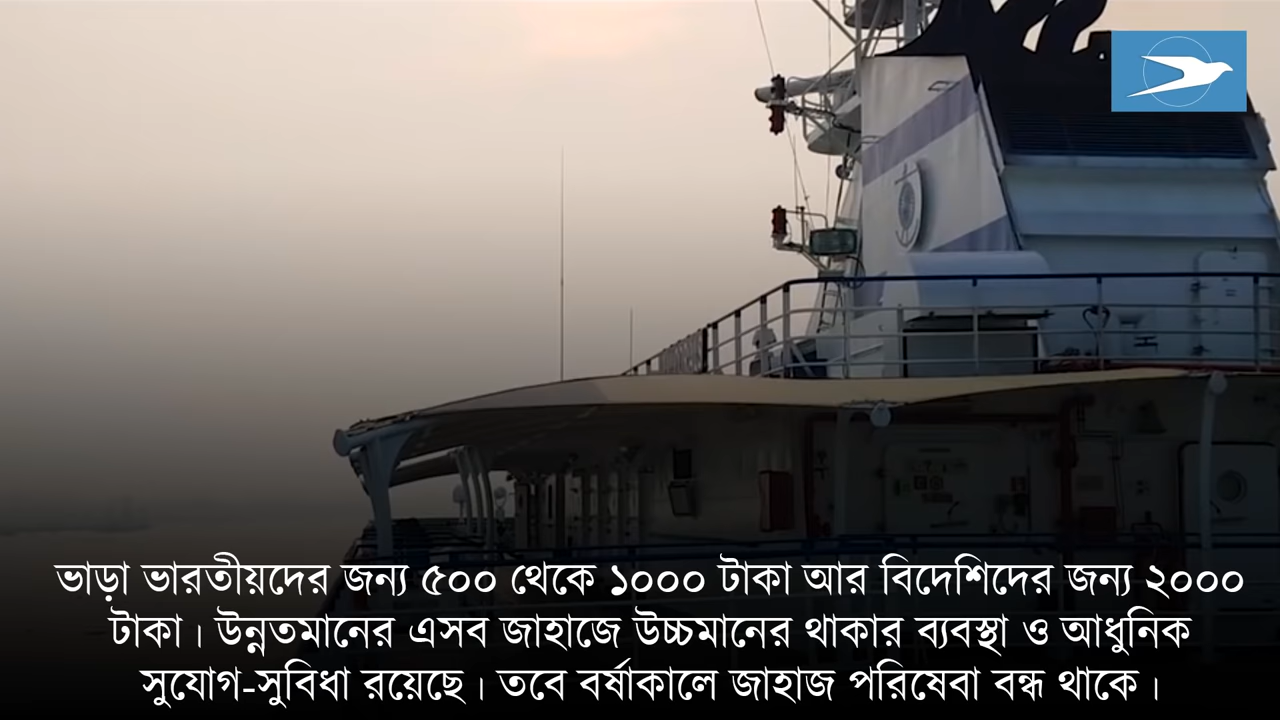 ভাড়া ভারতীয়দের জন্য ৫০০ থেকে ১০০০ টাকা আর বিদেশিদের জন্য ২০০০
টাকা। উন্নতমানের এসব জাহাজে উচ্চমানের থাকার ব্যবস্থা ও আধুনিক
সুযোগ-সুবিধা রয়েছে। তবে বর্ষাকালে জাহাজ পরিষেবা বন্ধ থাকে।